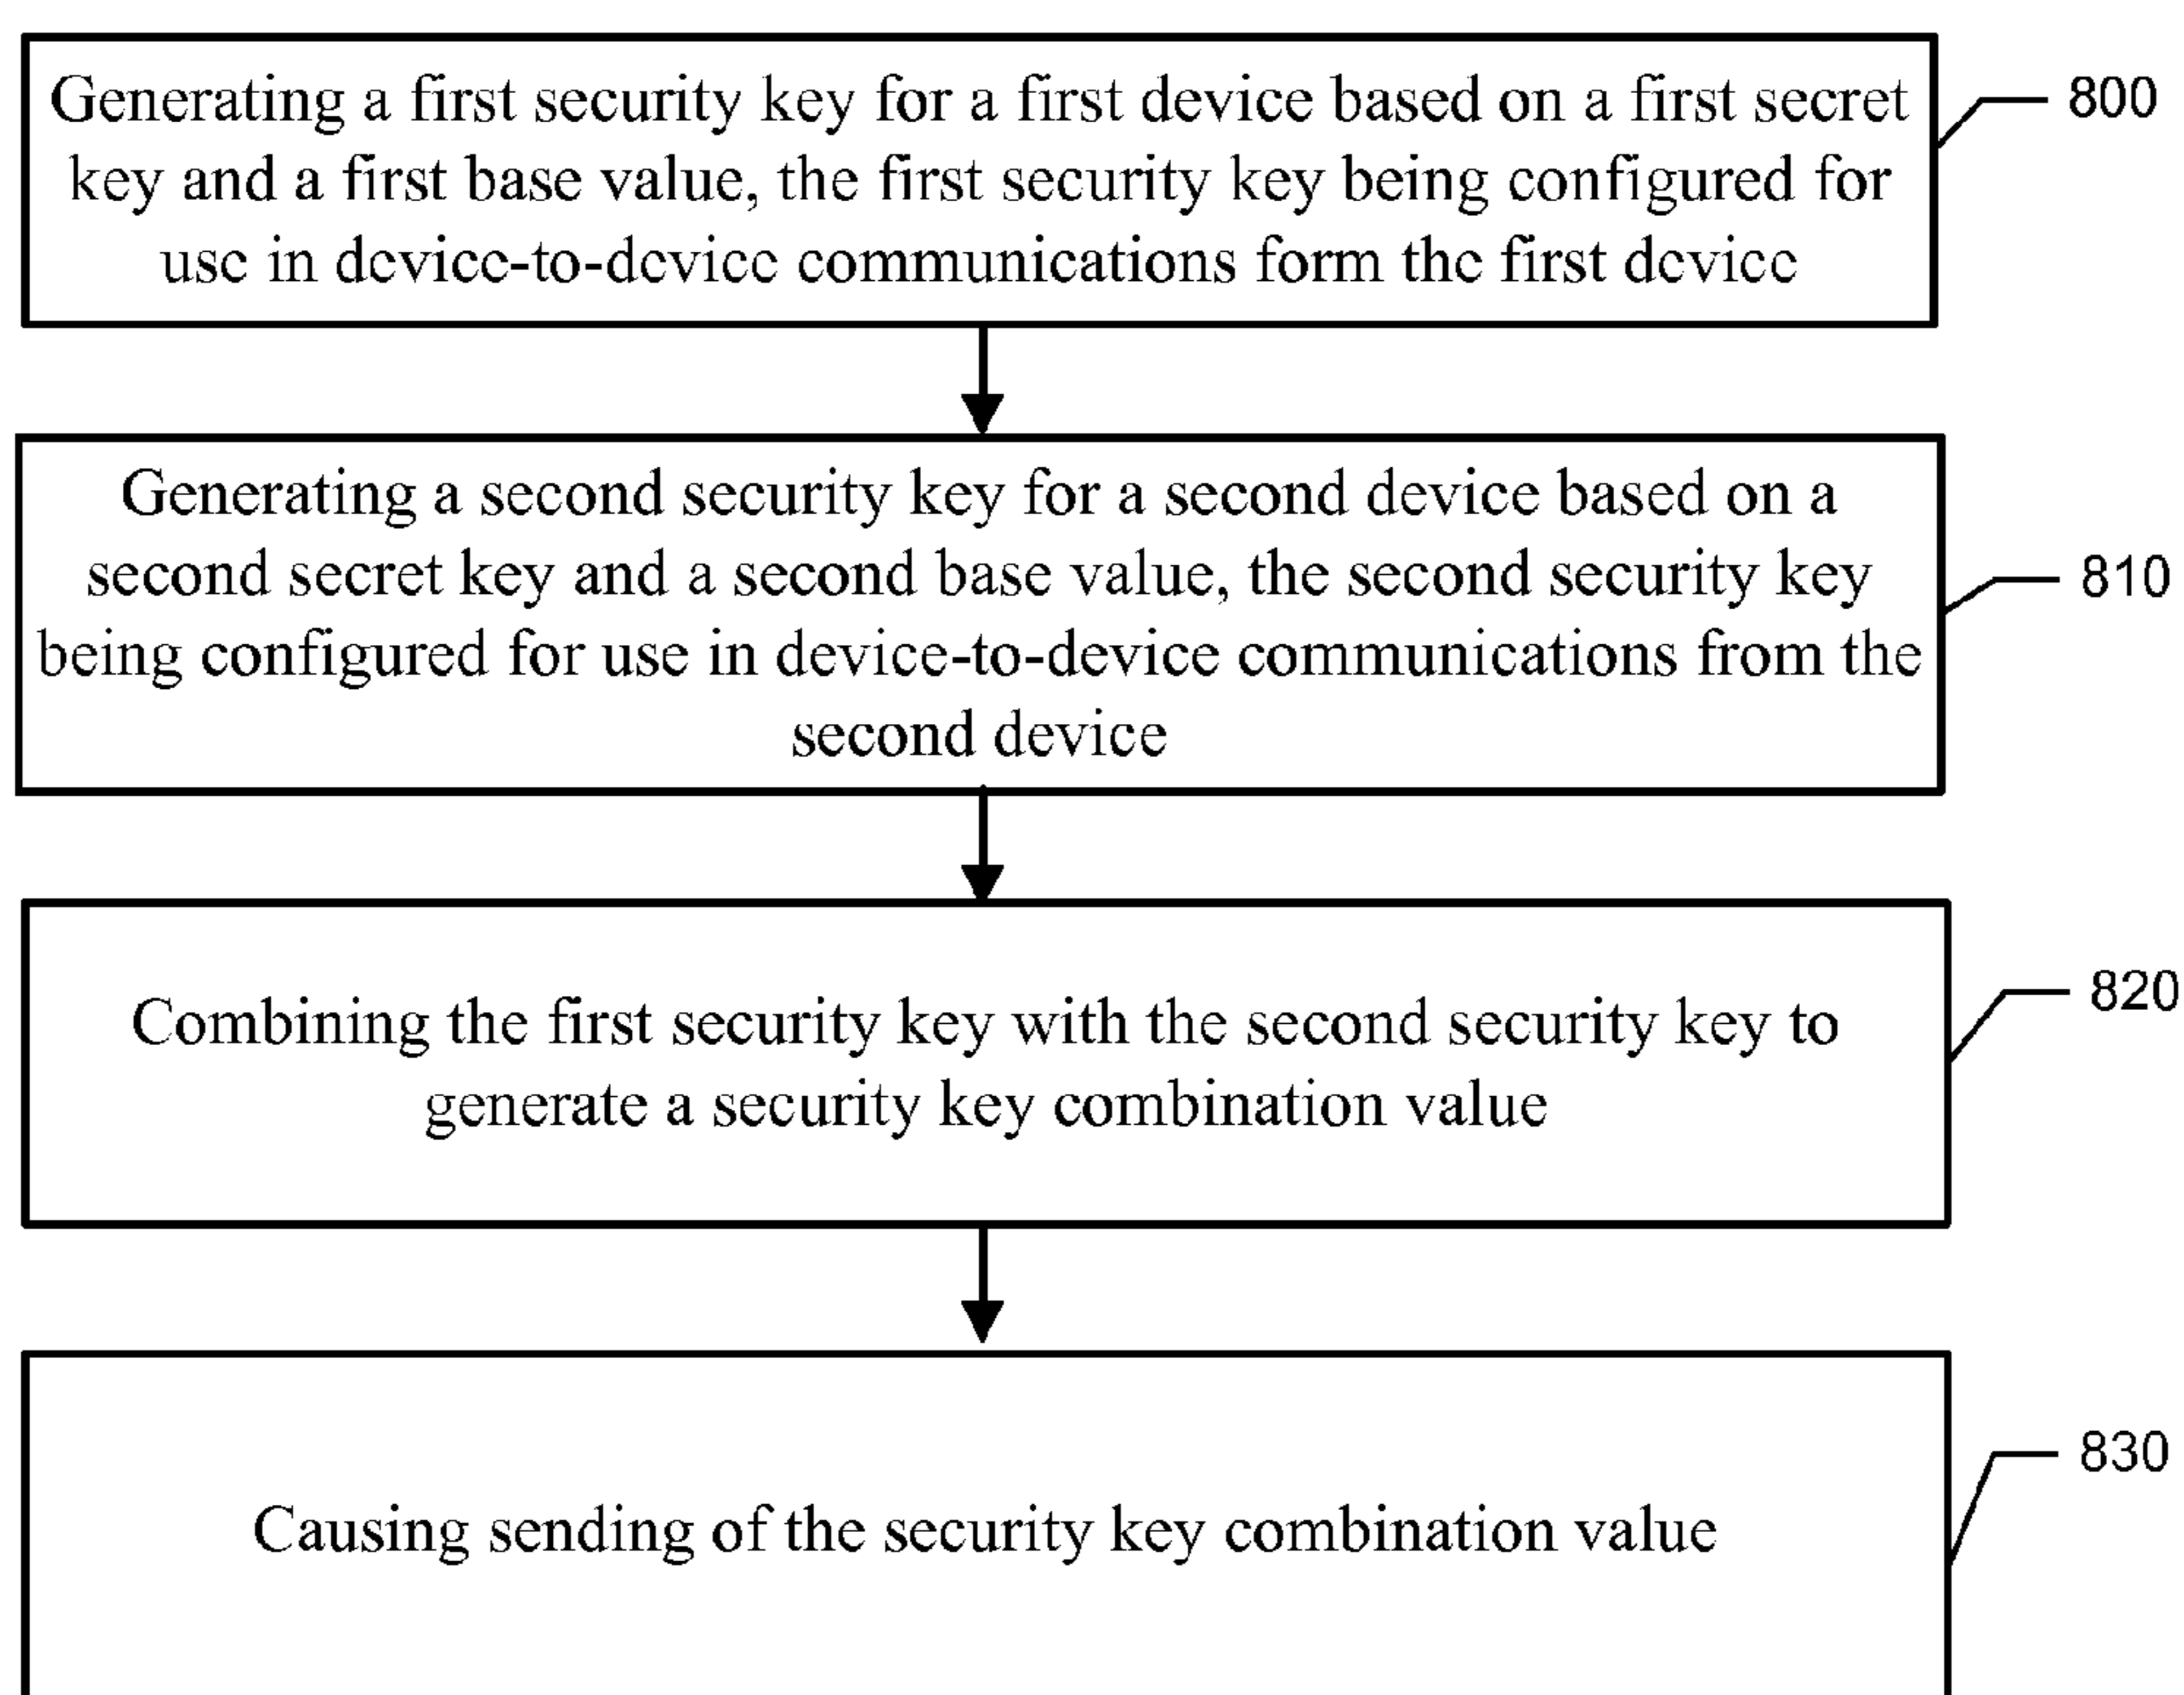 Generating a first security key for a first device based on a first secret
key and a first base value, the first security key being configured for
use in device-to-device communications form the first device
800
Generating a second security key for a second device based on a
second secret key and a second base value, the second security key
being configured for use in device-to-device communications from the
second device
810
Combining the first security key with the second security key to
generate a security key combination value
820
Causing sending of the security key combination value
830